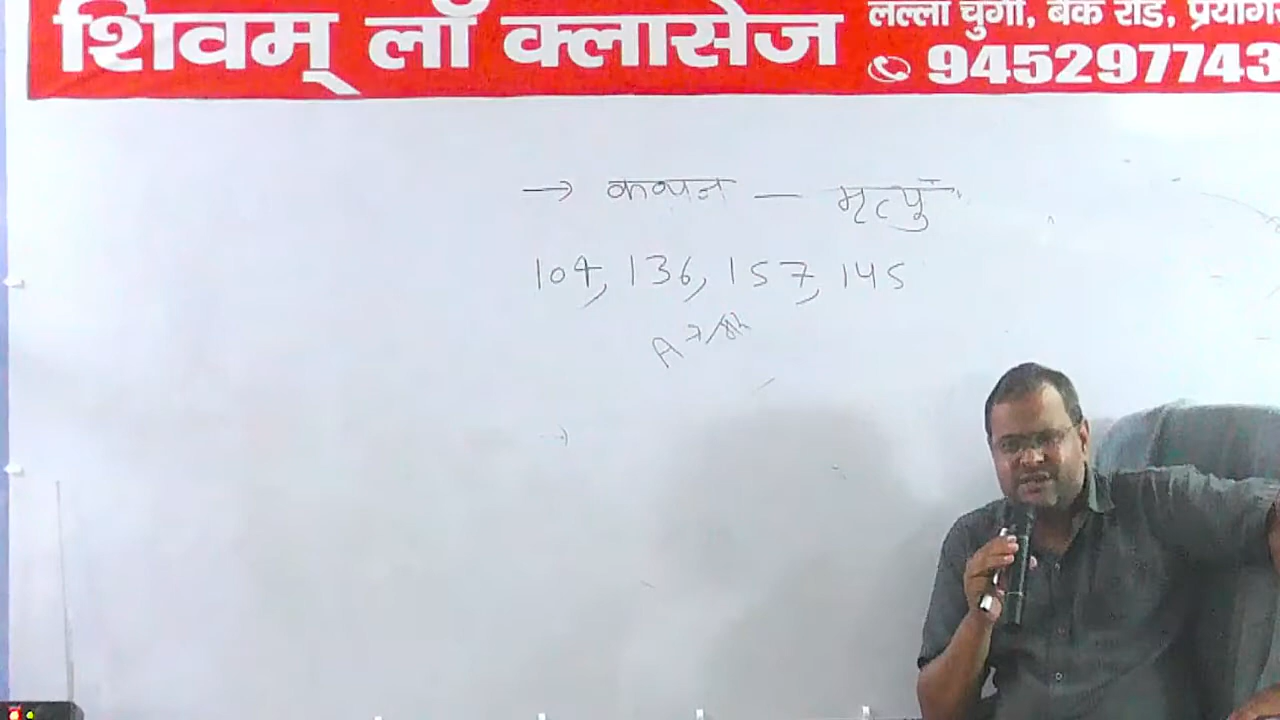 शिवम् लॉ क्लासेज
लल्ला चुंगी, बैंक रोड, प्रयाग
945297743
→ कथन — मृत्यु
104, 136, 157, 145
A →